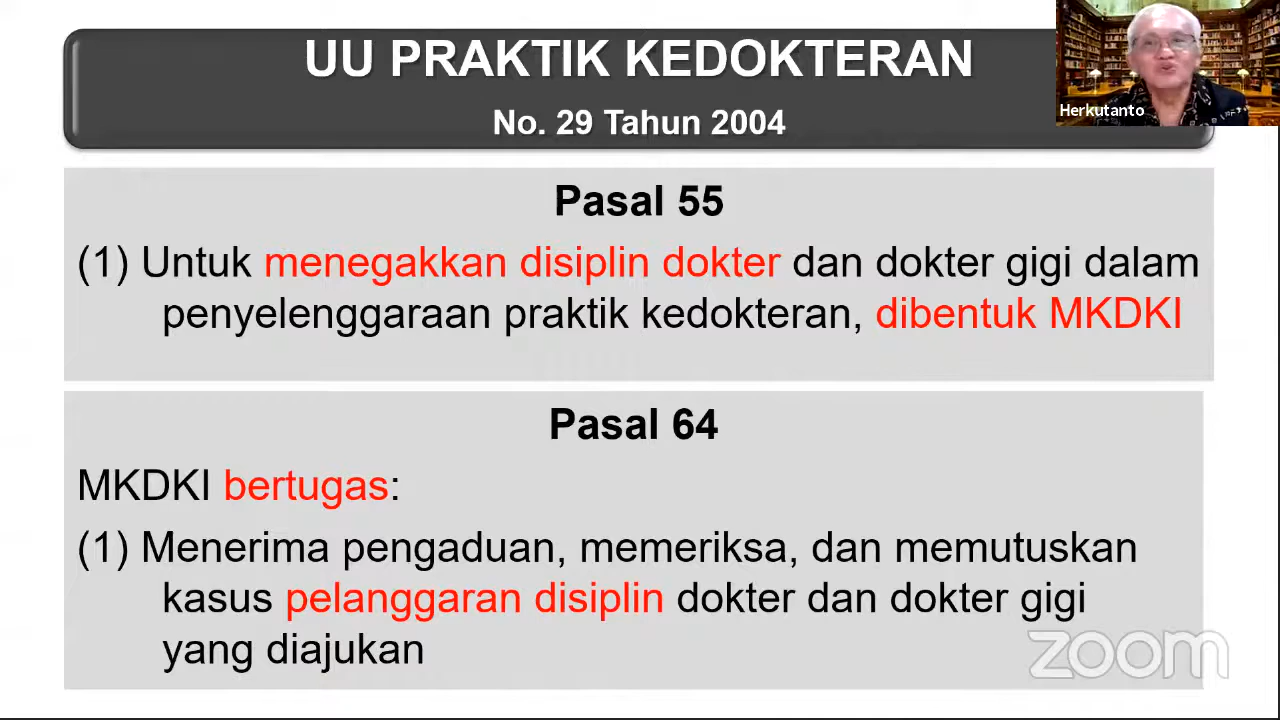 UU PRAKTIK KEDOKTERAN
No. 29 Tahun 2004
Herkutanto
Pasal 55
(1) Untuk menegakkan disiplin dokter dan dokter gigi dalam
penyelenggaraan praktik kedokteran, dibentuk MKDKI
Pasal 64
MKDKI bertugas:
(1) Menerima pengaduan, memeriksa, dan memutuskan
kasus pelanggaran disiplin dokter dan dokter gigi
yang diajukan
zoom